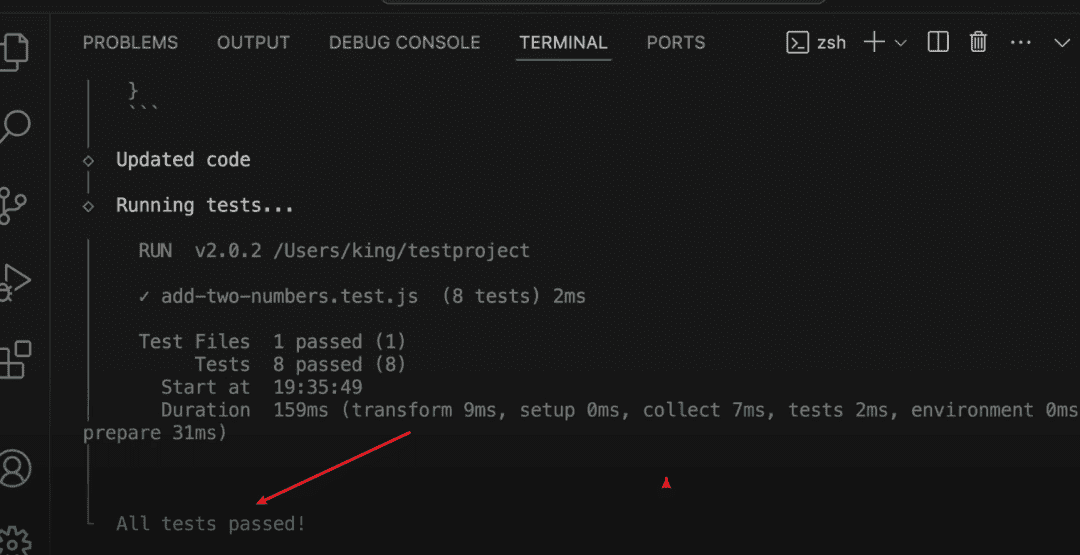 PROBLEMS OUTPUT DEBUG CONSOLE TERMINAL PORTS zsh
}
```
Updated code
Running tests...
RUN v2.0.2 /Users/king/testproject
✓ add-two-numbers.test.js (8 tests) 2ms
Test Files 1 passed (1)
Tests 8 passed (8)
Start at 19:35:49
Duration 159ms (transform 9ms, setup 0ms, collect 7ms, tests 2ms, environment 0ms
prepare 31ms)
All tests passed!